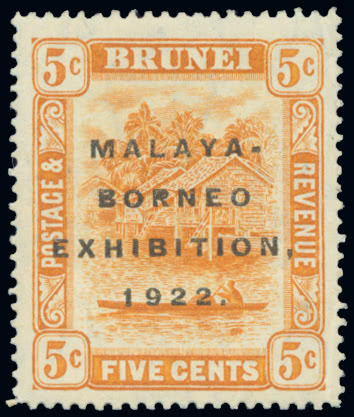 5c BRUNEI 5c
MALAYA-
BORNEO
EXHIBITION,
1922.
POSTAGE &
REVENUE
5c FIVE CENTS 5c